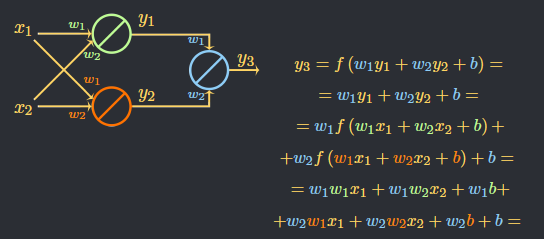 x₁ w₁ y₁
w₂ w₁ y₃
w₁
x₂ w₂ y₂ w₂
y₃ = f (w₁y₁ + w₂y₂ + b) =
= w₁y₁ + w₂y₂ + b =
= w₁f (w₁x₁ + w₂x₂ + b) +
+w₂f (w₁x₁ + w₂x₂ + b) + b =
= w₁w₁x₁ + w₁w₂x₂ + w₁b+
+w₂w₁x₁ + w₂w₂x₂ + w₂b + b =